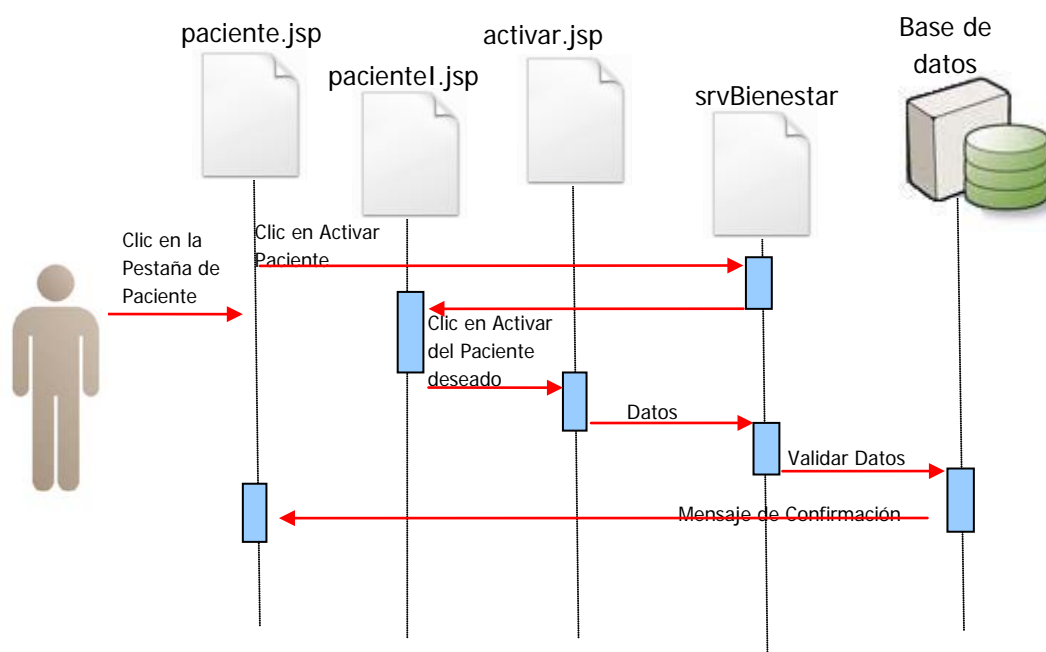 paciente.jsp
pacienteI.jsp
activar.jsp
srvBienestar
Base de
datos
Clic en la
Pestaña de
Paciente
Clic en Activar
Paciente
Clic en Activar
del Paciente
deseado
Datos
Validar Datos
Mensaje de Confirmación